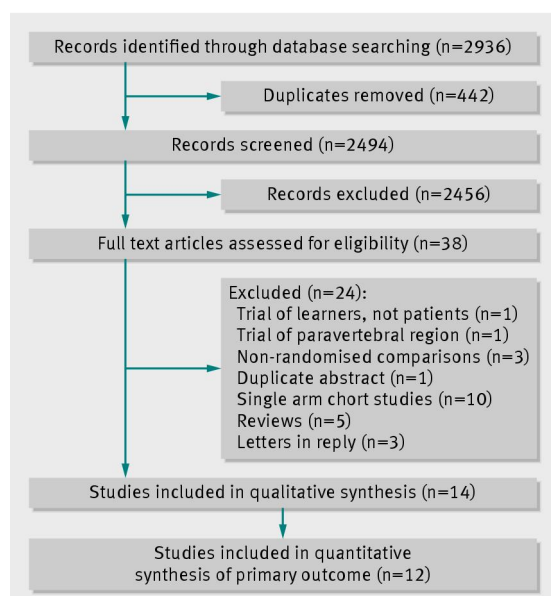 Records identified through database searching (n=2936)
Duplicates removed (n=442)
Records screened (n=2494)
Records excluded (n=2456)
Full text articles assessed for eligibility (n=38)
Excluded (n=24):
Trial of learners, not patients (n=1)
Trial of paravertebral region (n=1)
Non-randomised comparisons (n=3)
Duplicate abstract (n=1)
Single arm chort studies (n=10)
Reviews (n=5)
Letters in reply (n=3)
Studies included in qualitative synthesis (n=14)
Studies included in quantitative
synthesis of primary outcome (n=12)